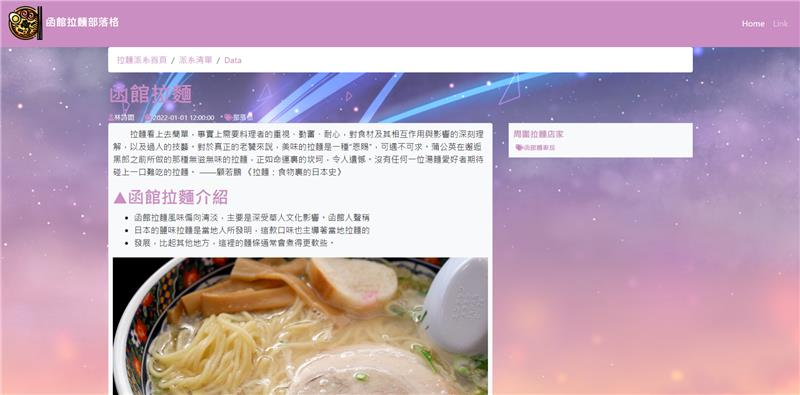 函館拉麵部落格
Home Link
拉麵派系首頁 / 派系清單 / Data
函館拉麵
林詩閎 2022-01-01 12:00:00 部落格
拉麵看上去簡單，事實上需要料理者的重視、勤奮、耐心，對食材及其相互作用與影響的深刻理
解，以及過人的技藝。對於真正的老饕來說，美味的拉麵是一種“恩賜”，可遇不可求。蒲公英在邂逅
黑郎之前所做的那種無滋無味的拉麵，正如命運裏的坎坷，令人遺憾。沒有任何一位湯麵愛好者期待
碰上一口難吃的拉麵。 ——顧若鵬 《拉麵：食物裏的日本史》
▲函館拉麵介紹
函館拉麵風味偏向清淡，主要是深受華人文化影響。函館人聲稱
日本的鹽味拉麵是當地人所發明，這款口味也主導著當地拉麵的
發展，比起其他地方，這裡的麵條通常會煮得更軟些。
周圍拉麵店家
函館麵廚房